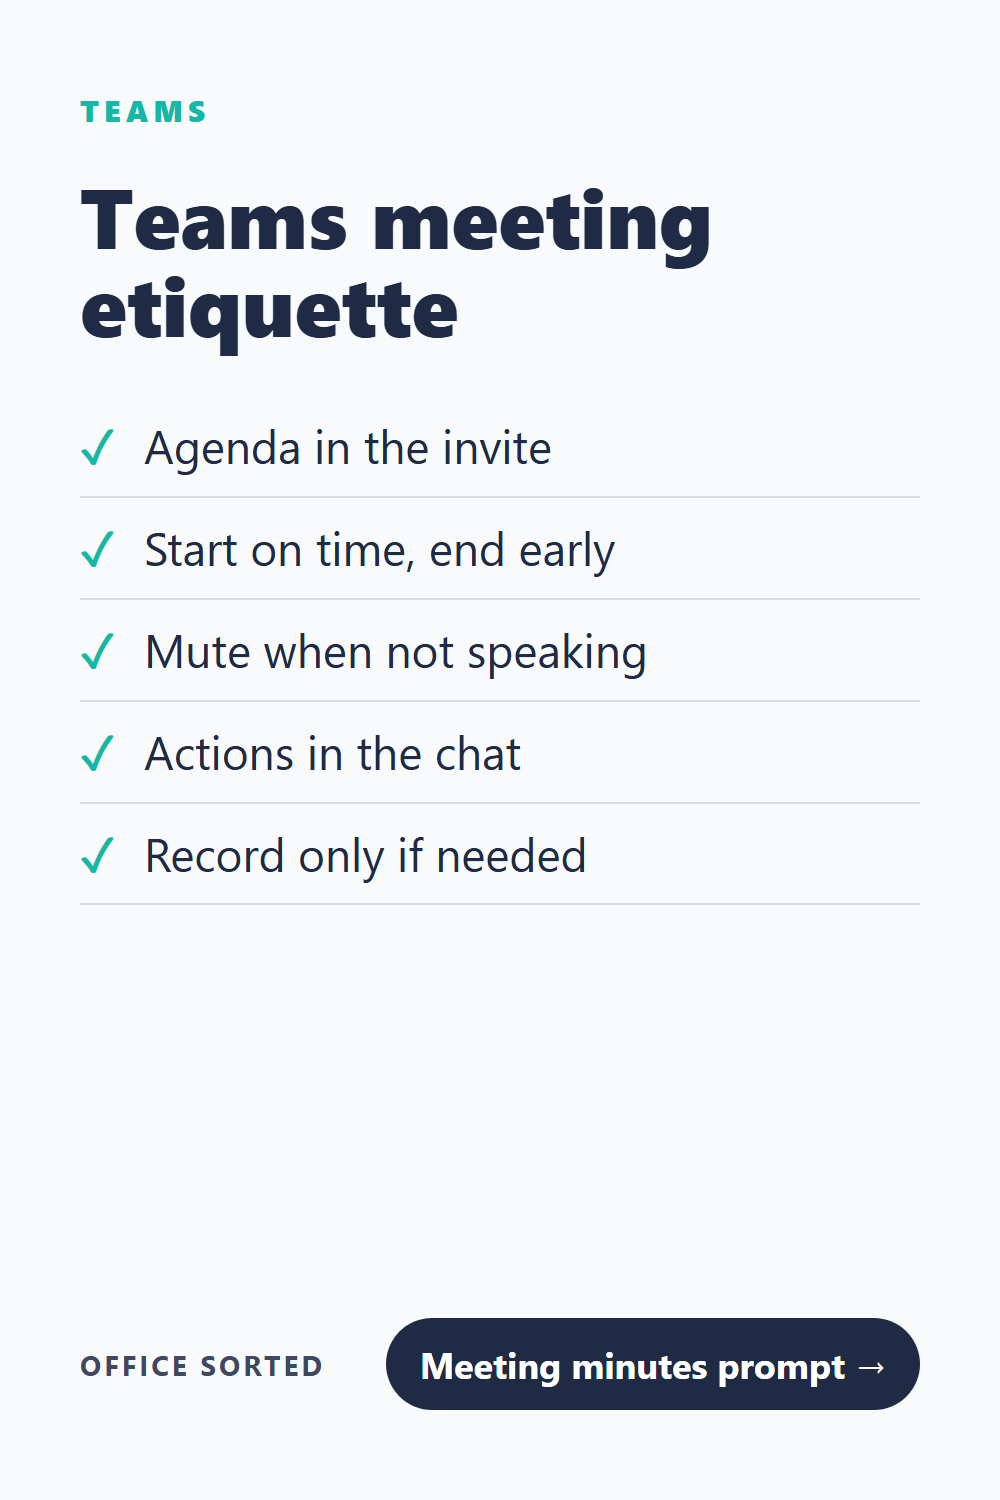 TEAMS
Teams meeting
etiquette
✓ Agenda in the invite
✓ Start on time, end early
✓ Mute when not speaking
✓ Actions in the chat
✓ Record only if needed
OFFICE SORTED
Meeting minutes prompt →